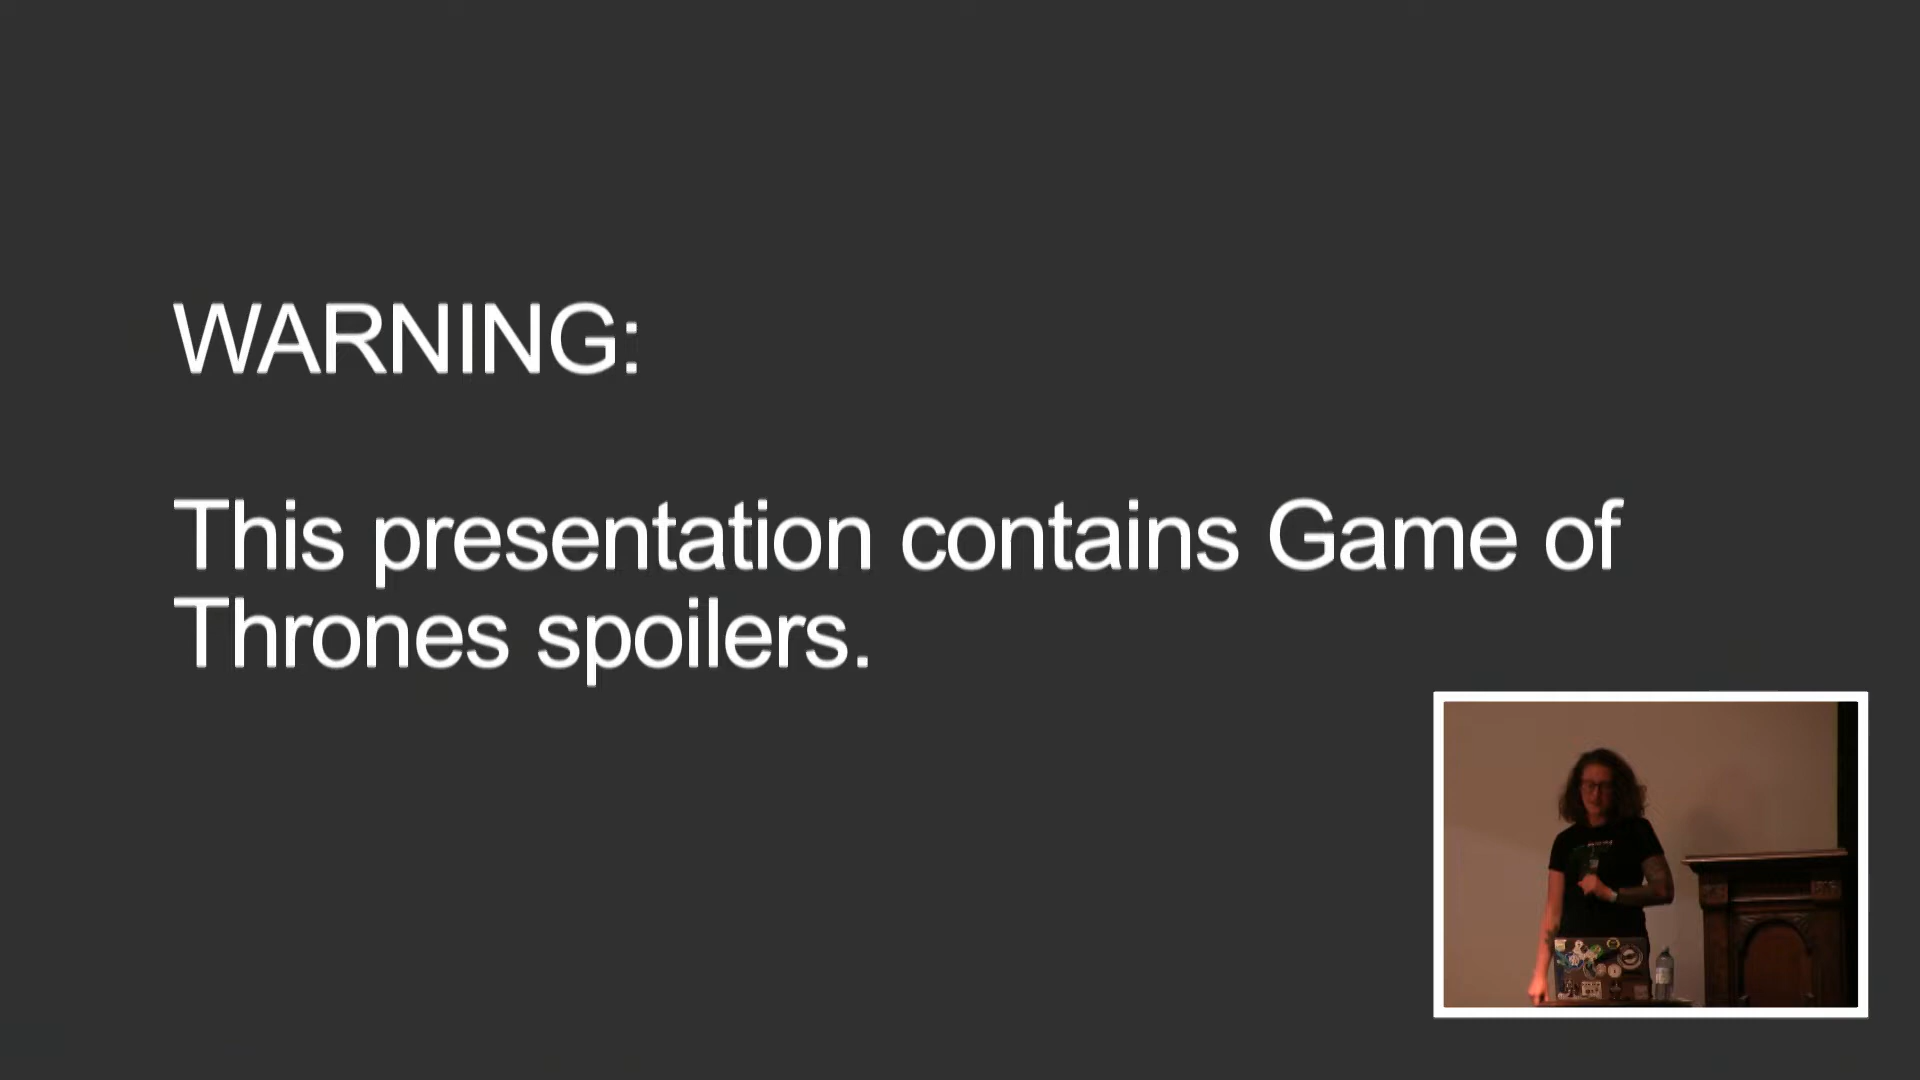 WARNING:
This presentation contains Game of
Thrones spoilers.